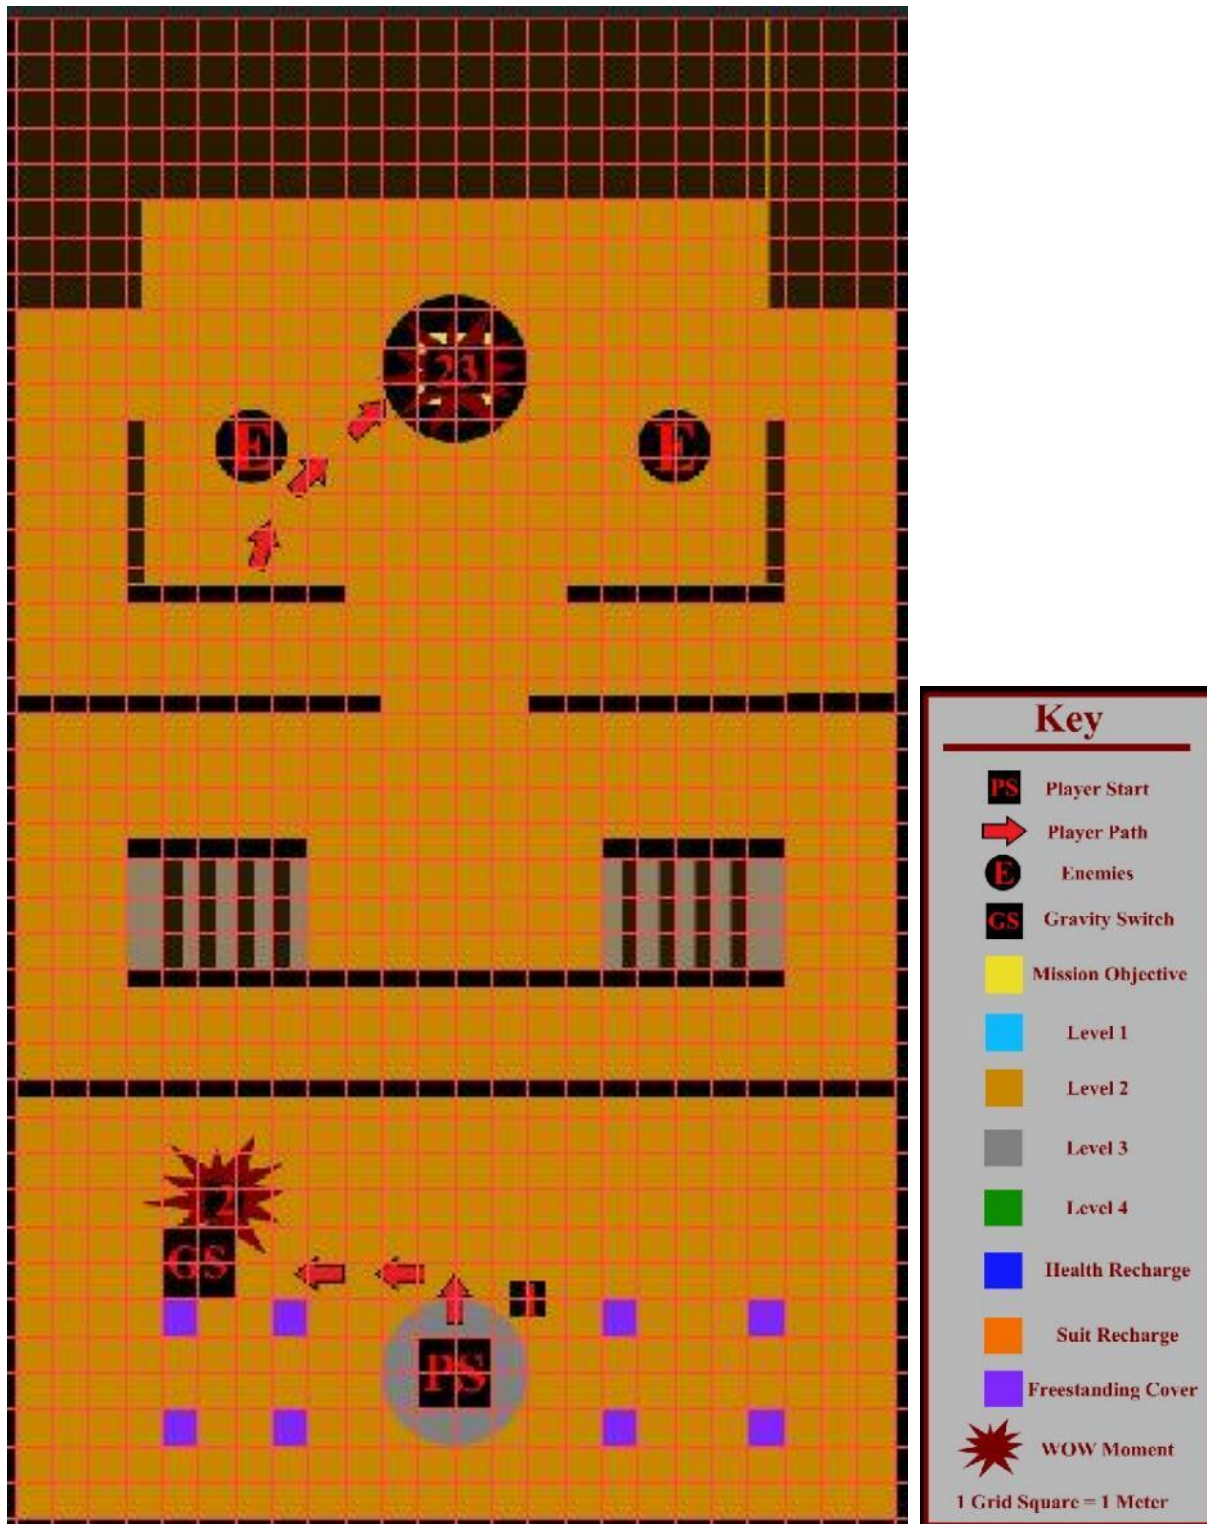 23
E
E
2
GS
1
PS
Key
PS Player Start
Player Path
E Enemies
GS Gravity Switch
Mission Objective
Level 1
Level 2
Level 3
Level 4
Health Recharge
Suit Recharge
Freestanding Cover
WOW Moment
1 Grid Square = 1 Meter